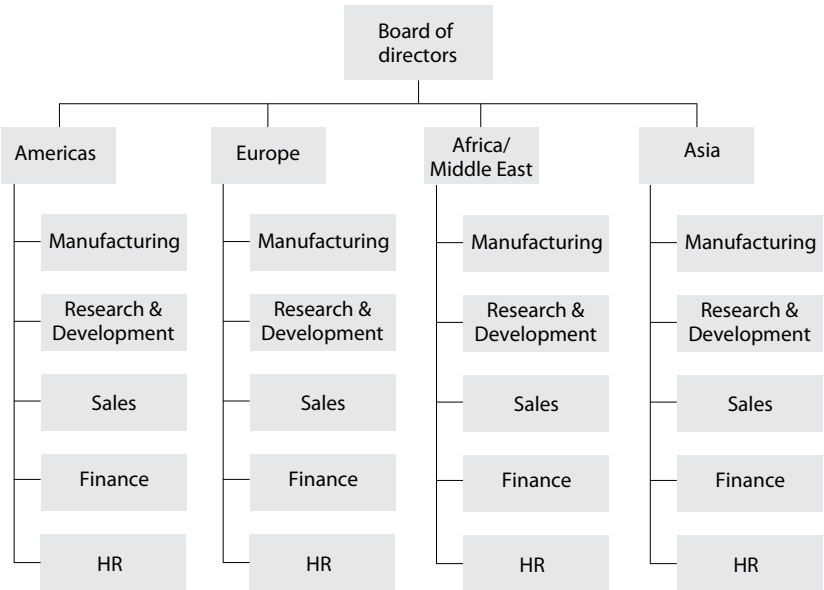 Board of
directors
Americas
Europe
Africa/
Middle East
Asia
Manufacturing
Research &
Development
Sales
Finance
HR
Manufacturing
Research &
Development
Sales
Finance
HR
Manufacturing
Research &
Development
Sales
Finance
HR
Manufacturing
Research &
Development
Sales
Finance
HR